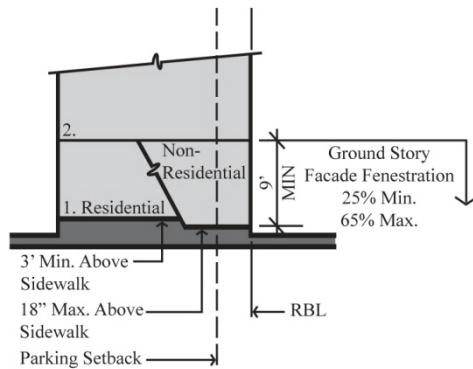 2.
Non-
Residential
1. Residential
9’
MIN
Ground Story
Facade Fenestration
25% Min.
65% Max.
3’ Min. Above
Sidewalk
18” Max. Above
Sidewalk
RBL
Parking Setback